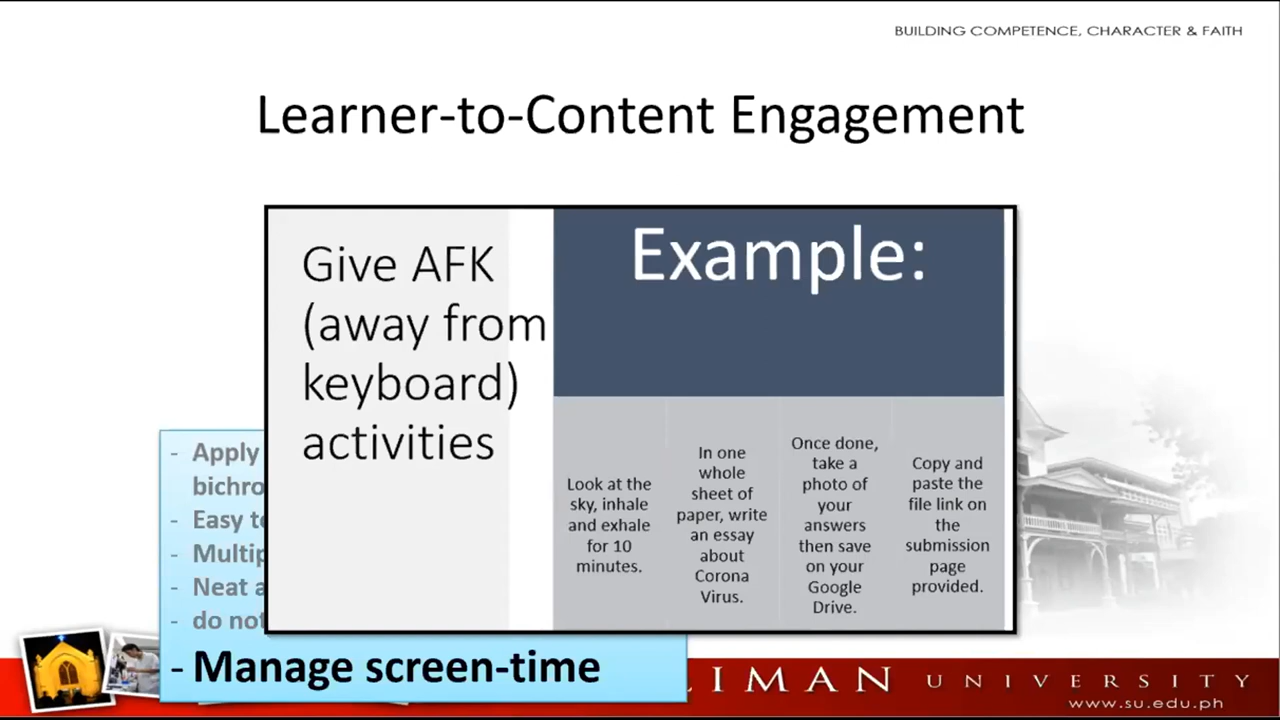 BUILDING COMPETENCE, CHARACTER & FAITH
Learner-to-Content Engagement
Give AFK
(away from
keyboard)
activities
Example:
Look at the
sky, inhale
and exhale
for 10
minutes.
In one
whole
sheet of
paper, write
an essay
about
Corona
Virus.
Once done,
take a
photo of
your
answers
then save
on your
Google
Drive.
Copy and
paste the
file link on
the
submission
page
provided.
- Apply
- Easy
- Neat
- do not
- Manage screen-time
LIMAN UNIVERSITY
www.su.edu.ph